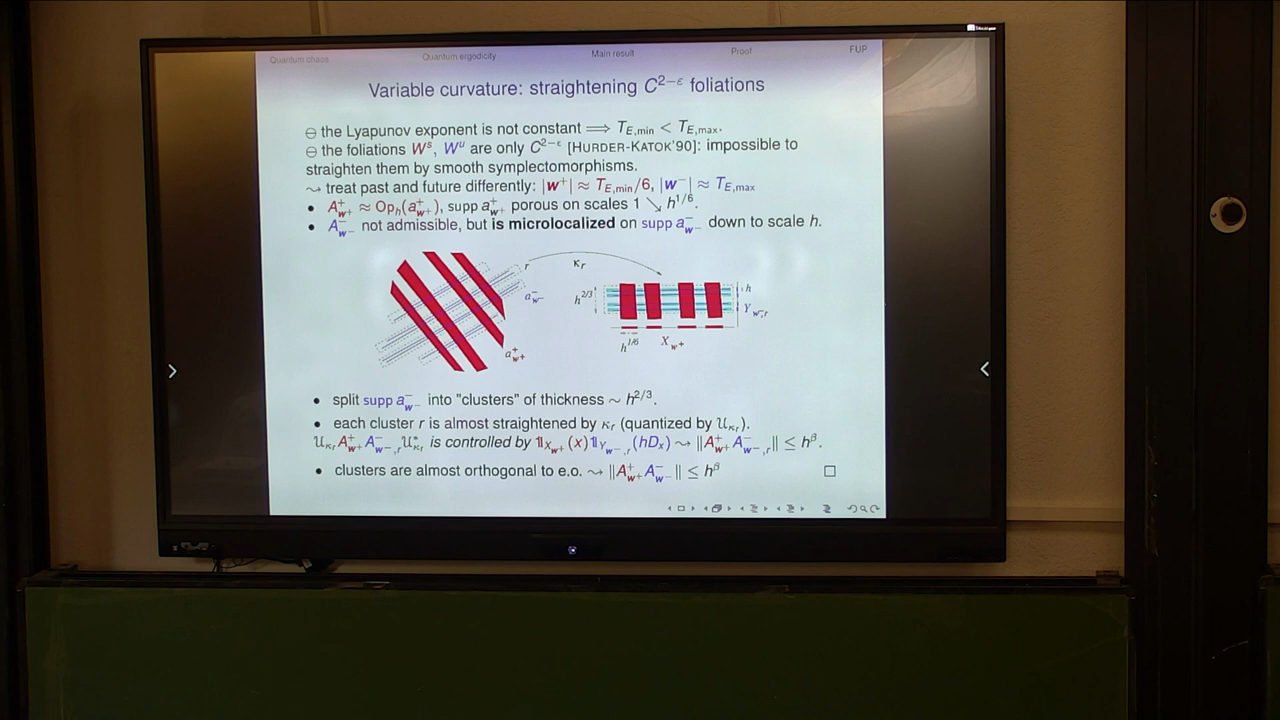 Quantum chaos Quantum ergodicity Main result Proof FUP
Variable curvature: straightening C^{2−ε} foliations
⊖ the Lyapunov exponent is not constant ⟹ T_{E,min} < T_{E,max}.
⊖ the foliations W^s, W^u are only C^{2−ε} [HURDER-KATOK'90]: impossible to
straighten them by smooth symplectomorphisms.
⤳ treat past and future differently: |w^+| ≈ T_{E,min}/6, |w^−| ≈ T_{E,max}
• A^+_{w^+} ≈ Op_h(a^+_{w^+}), supp a^+_{w^+} porous on scales 1 ↘ h^{1/6}.
• A^−_{w^−} not admissible, but is microlocalized on supp a^−_{w^−} down to scale h.
r κ_r
a^−_{w^−} h^{2/3} h
Y_{w^−,r}
a^+_{w^+} h^{1/6} X_{w^+}
• split supp a^−_{w^−} into "clusters" of thickness ∼ h^{2/3}.
• each cluster r is almost straightened by κ_r (quantized by 𝒰_{κ_r}).
𝒰_{κ_r} A^+_{w^+} A^−_{w^−,r} 𝒰^*_{κ_r} is controlled by 𝟙_{X_{w^+}}(x) 𝟙_{Y_{w^−,r}}(hD_x) ⤳ ‖A^+_{w^+} A^−_{w^−,r}‖ ≤ h^β.
• clusters are almost orthogonal to e.o. ⤳ ‖A^+_{w^+} A^−_{w^−}‖ ≤ h^β □